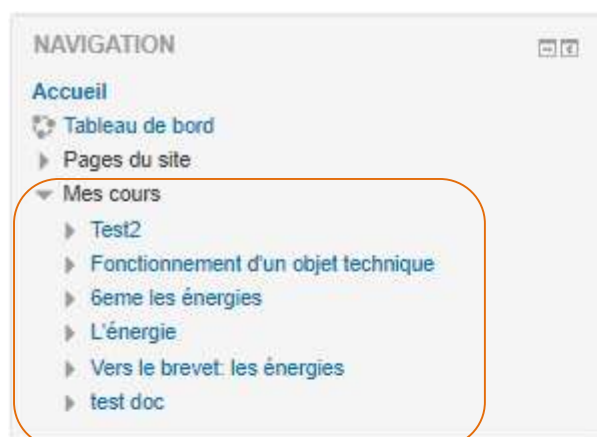 NAVIGATION
Accueil
Tableau de bord
Pages du site
Mes cours
Test2
Fonctionnement d'un objet technique
6eme les énergies
L'énergie
Vers le brevet: les énergies
test doc